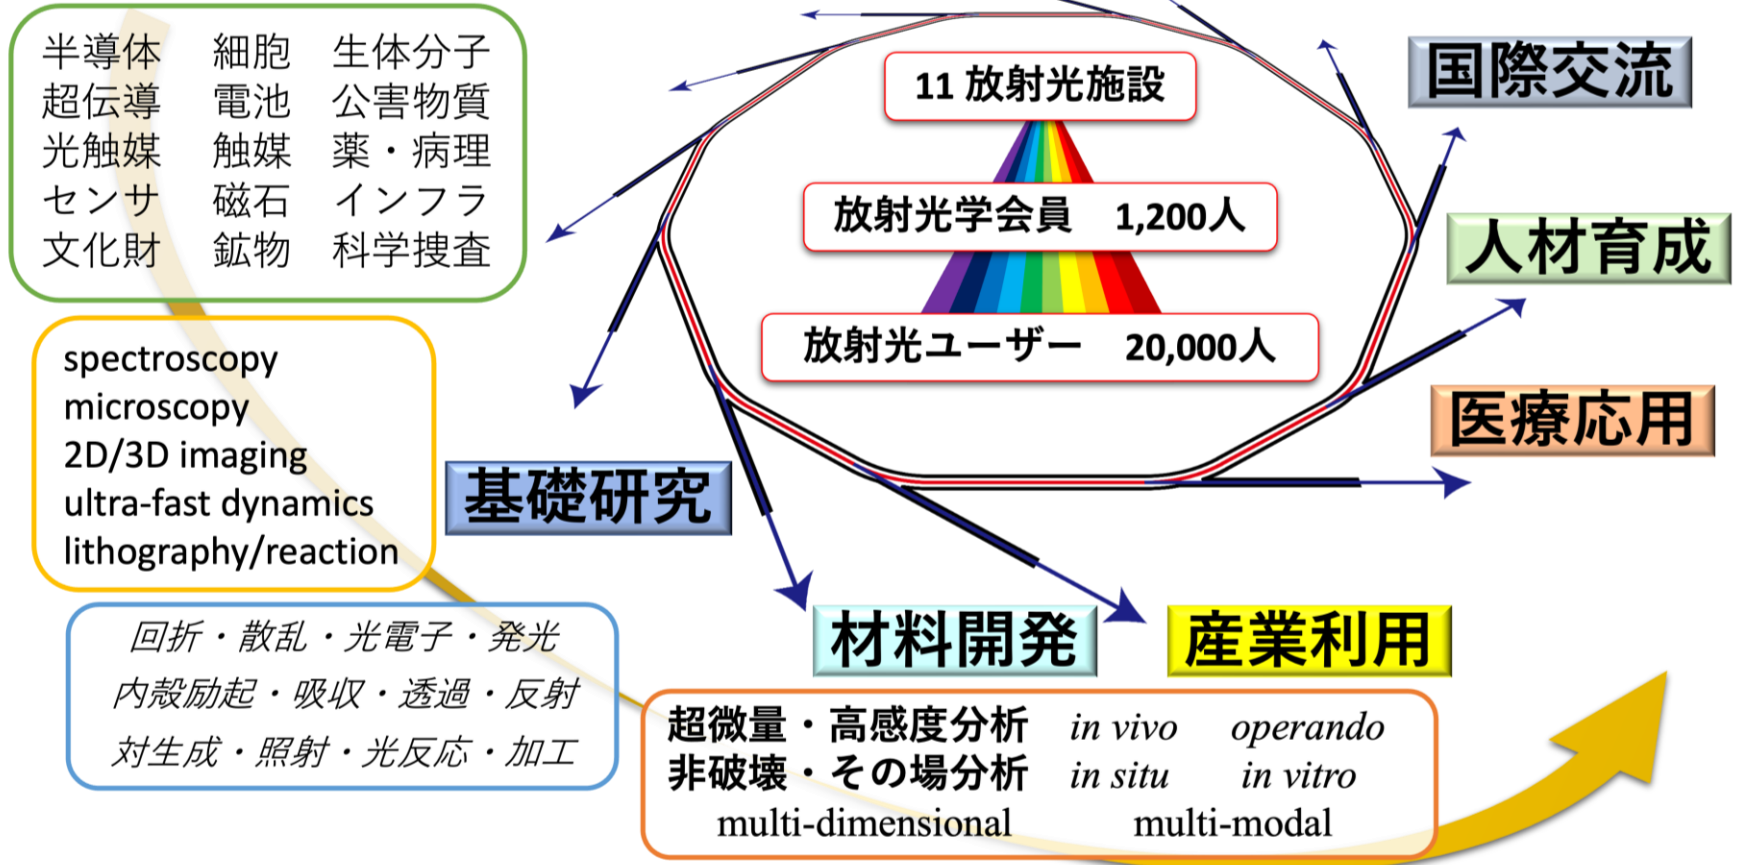 半導体 細胞 生体分子
超伝導 電池 公害物質
光触媒 触媒 薬・病理
センサ 磁石 インフラ
文化財 鉱物 科学捜査
spectroscopy
microscopy
2D/3D imaging
ultra-fast dynamics
lithography/reaction
回折・散乱・光電子・発光
内殻励起・吸収・透過・反射
対生成・照射・光反応・加工
11 放射光施設
放射光学会員 1,200人
放射光ユーザー 20,000人
国際交流
人材育成
医療応用
基礎研究
材料開発
産業利用
超微量・高感度分析 in vivo operando
非破壊・その場分析 in situ in vitro
multi-dimensional multi-modal